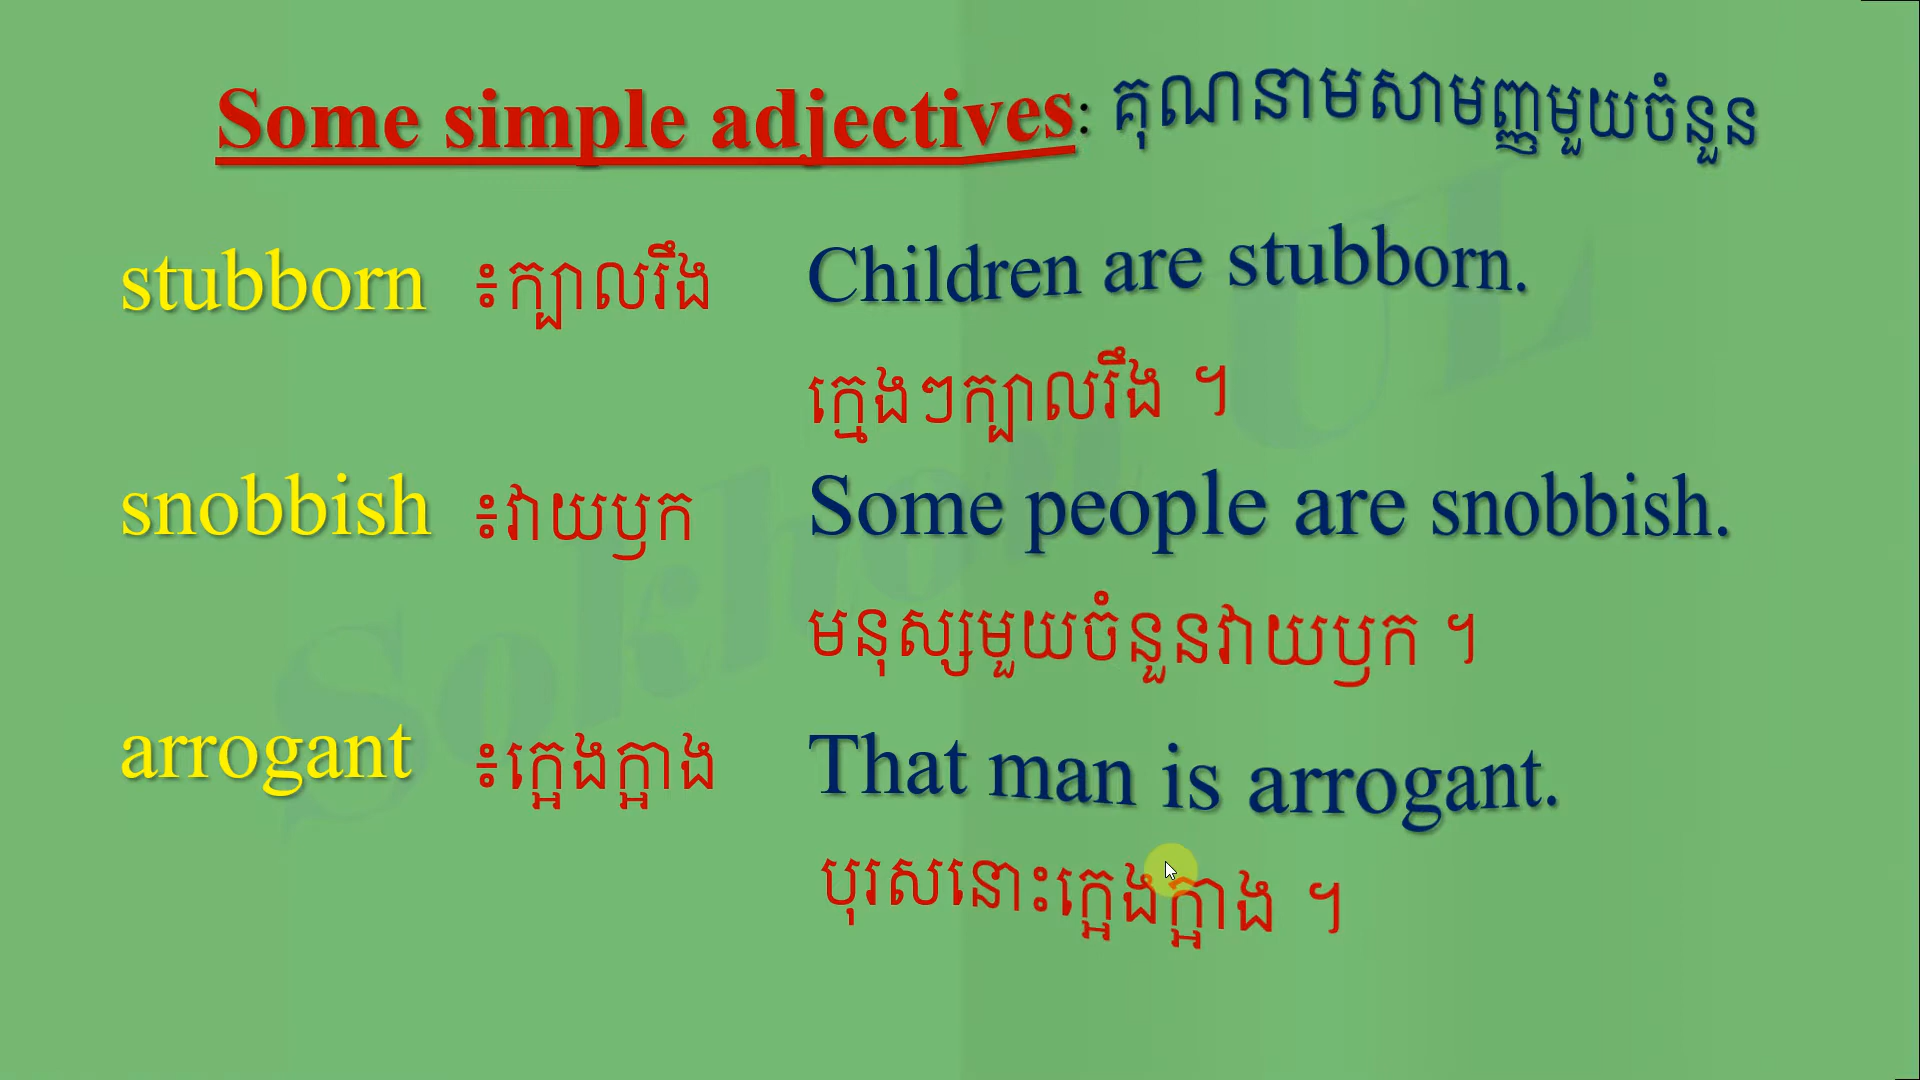 Some simple adjectives: គុណនាមសាមញ្ញមួយចំនួន
stubborn ៖ក្បាលរឹង Children are stubborn.
ក្មេងៗក្បាលរឹង ។
snobbish ៖វាយឫក Some people are snobbish.
មនុស្សមួយចំនួនវាយឫក ។
arrogant ៖ក្អេងក្អាង That man is arrogant.
បុរសនោះក្អេងក្អាង ។
Sokhon UL